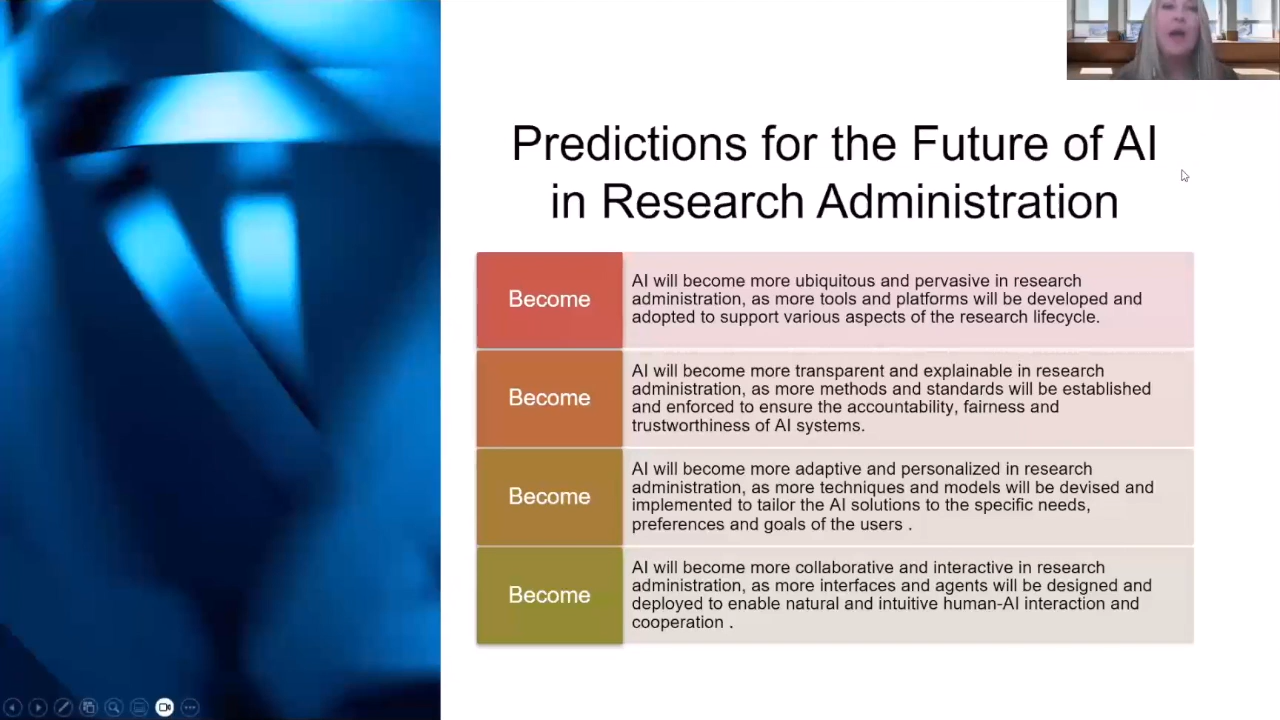 Predictions for the Future of AI
in Research Administration
Become
AI will become more ubiquitous and pervasive in research
administration, as more tools and platforms will be developed and
adopted to support various aspects of the research lifecycle.
Become
AI will become more transparent and explainable in research
administration, as more methods and standards will be established
and enforced to ensure the accountability, fairness and
trustworthiness of AI systems.
Become
AI will become more adaptive and personalized in research
administration, as more techniques and models will be devised and
implemented to tailor the AI solutions to the specific needs,
preferences and goals of the users .
Become
AI will become more collaborative and interactive in research
administration, as more interfaces and agents will be designed and
deployed to enable natural and intuitive human-AI interaction and
cooperation .